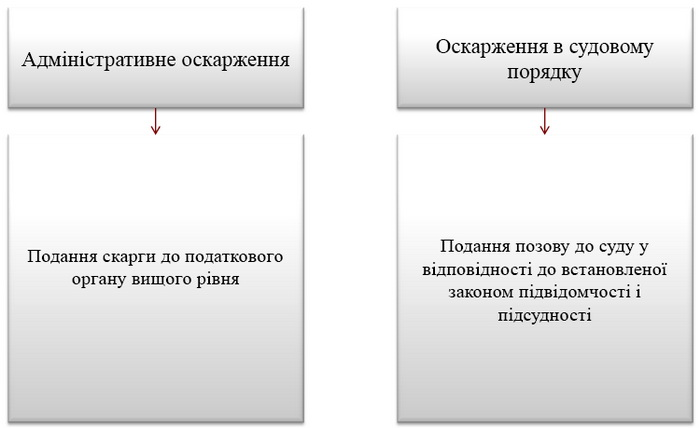 Адміністративне оскарження
Подання скарги до податкового
органу вищого рівня
Оскарження в судовому
порядку
Подання позову до суду у
відповідності до встановленої
законом підвідомчості і
підсудності